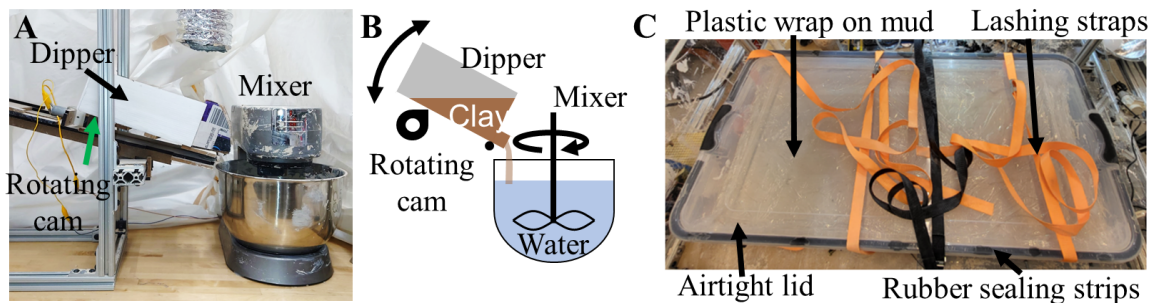 A
Dipper
Mixer
Rotating
cam
B
Dipper
Clay
Mixer
Rotating
cam
Water
C
Plastic wrap on mud
Lashing straps
Airtight lid
Rubber sealing strips